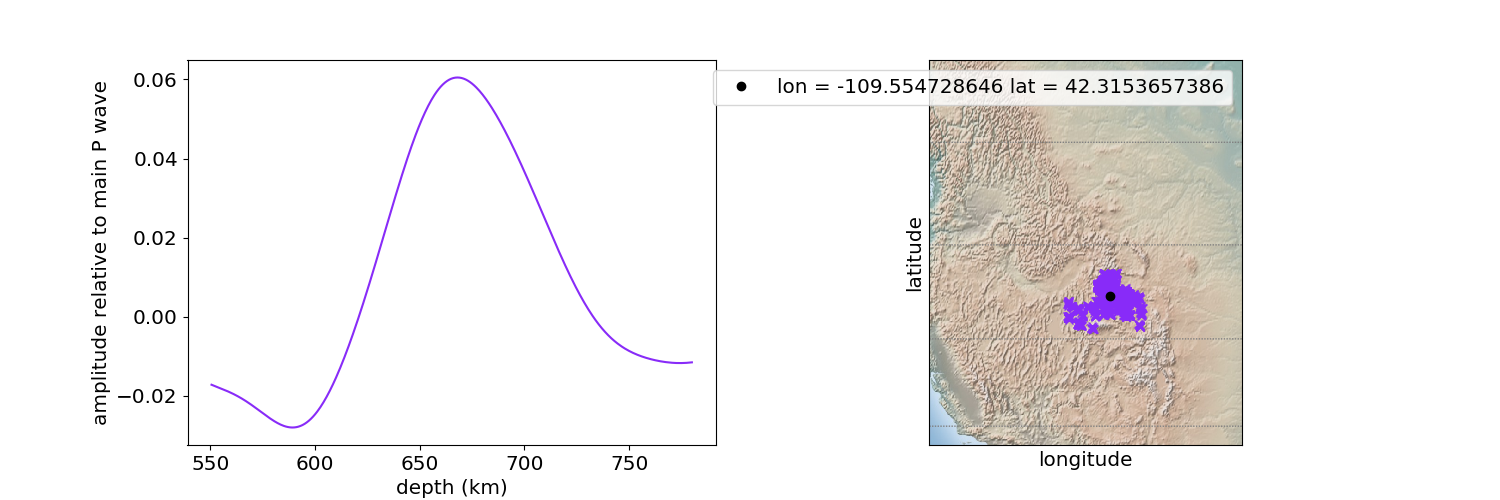 amplitude relative to main P wave
0.06
0.04
0.02
0.00
−0.02
550 600 650 700 750
depth (km)
lon = -109.554728646 lat = 42.3153657386
latitude
longitude